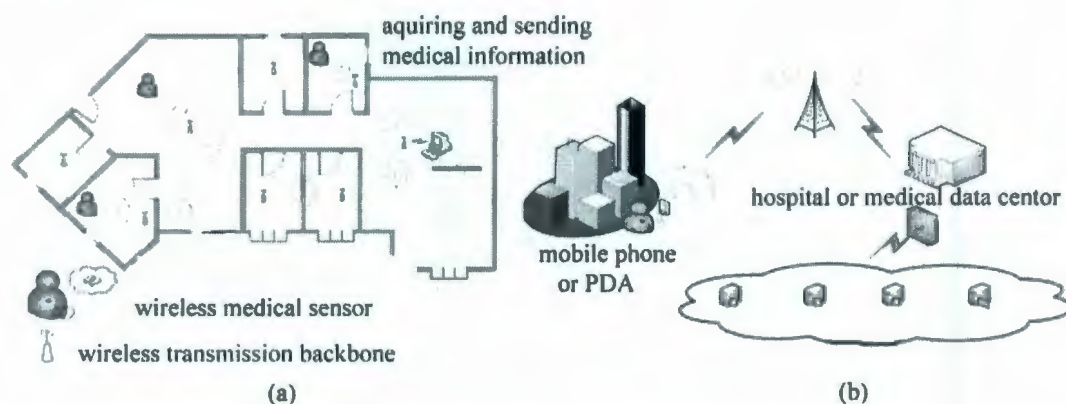 aquiring and sending
medical information
wireless medical sensor
wireless transmission backbone
(a)
mobile phone
or PDA
hospital or medical data centor
(b)